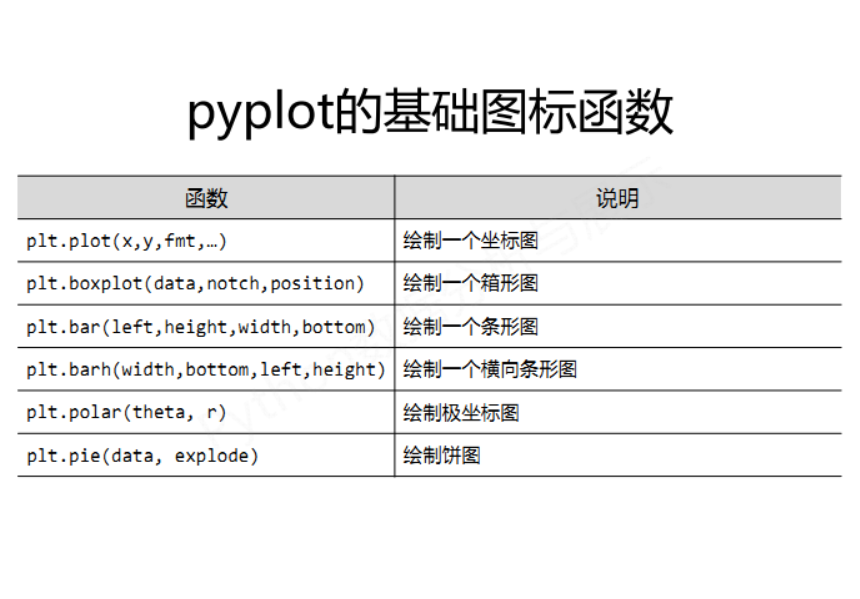 pyplot的基础图标函数
函数 说明
plt.plot(x,y,fmt,…) 绘制一个坐标图
plt.boxplot(data,notch,position) 绘制一个箱形图
plt.bar(left,height,width,bottom) 绘制一个条形图
plt.barh(width,bottom,left,height) 绘制一个横向条形图
plt.polar(theta, r) 绘制极坐标图
plt.pie(data, explode) 绘制饼图